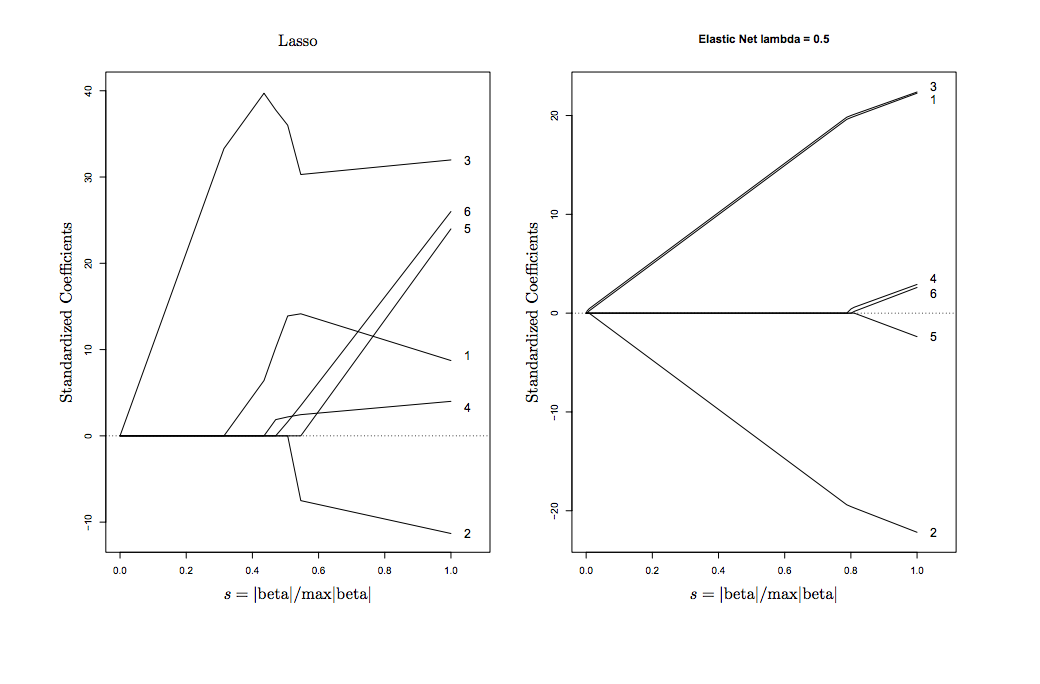 Lasso
Standardized Coefficients
40
30
20
10
0
−10
3
6
5
1
4
2
0.0 0.2 0.4 0.6 0.8 1.0
s = |beta|/max|beta|
Elastic Net lambda = 0.5
Standardized Coefficients
20
10
0
−10
−20
3
1
4
6
5
2
0.0 0.2 0.4 0.6 0.8 1.0
s = |beta|/max|beta|